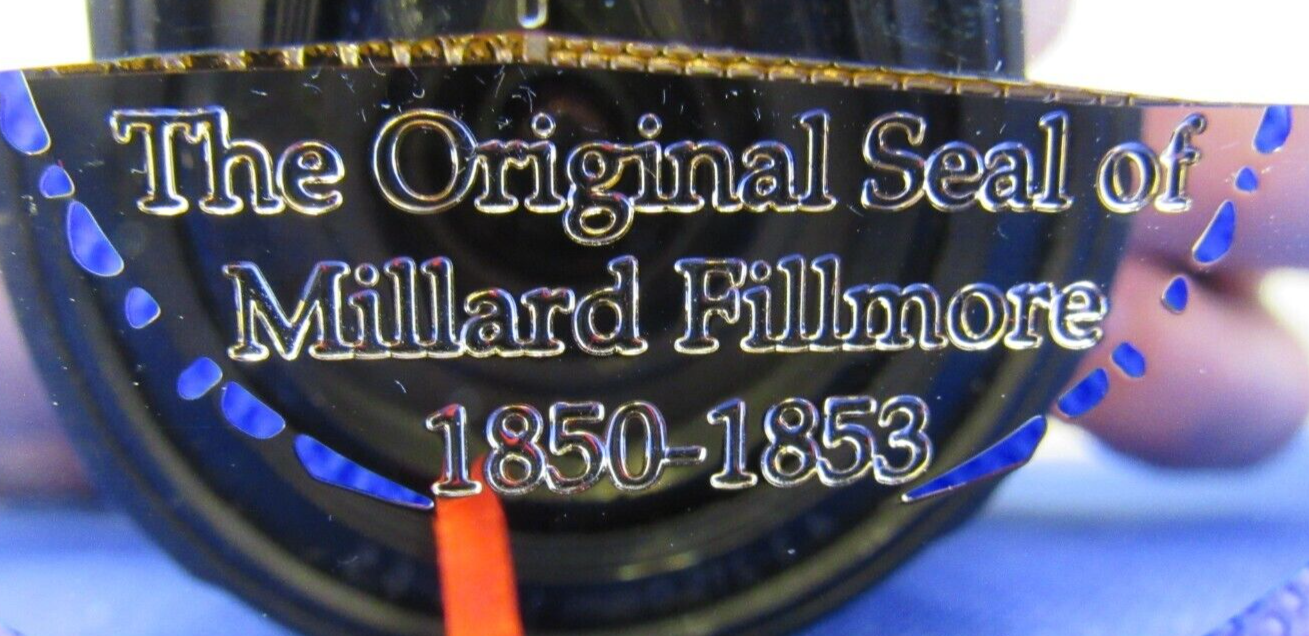 The Original Seal of
Millard Fillmore
1850-1853